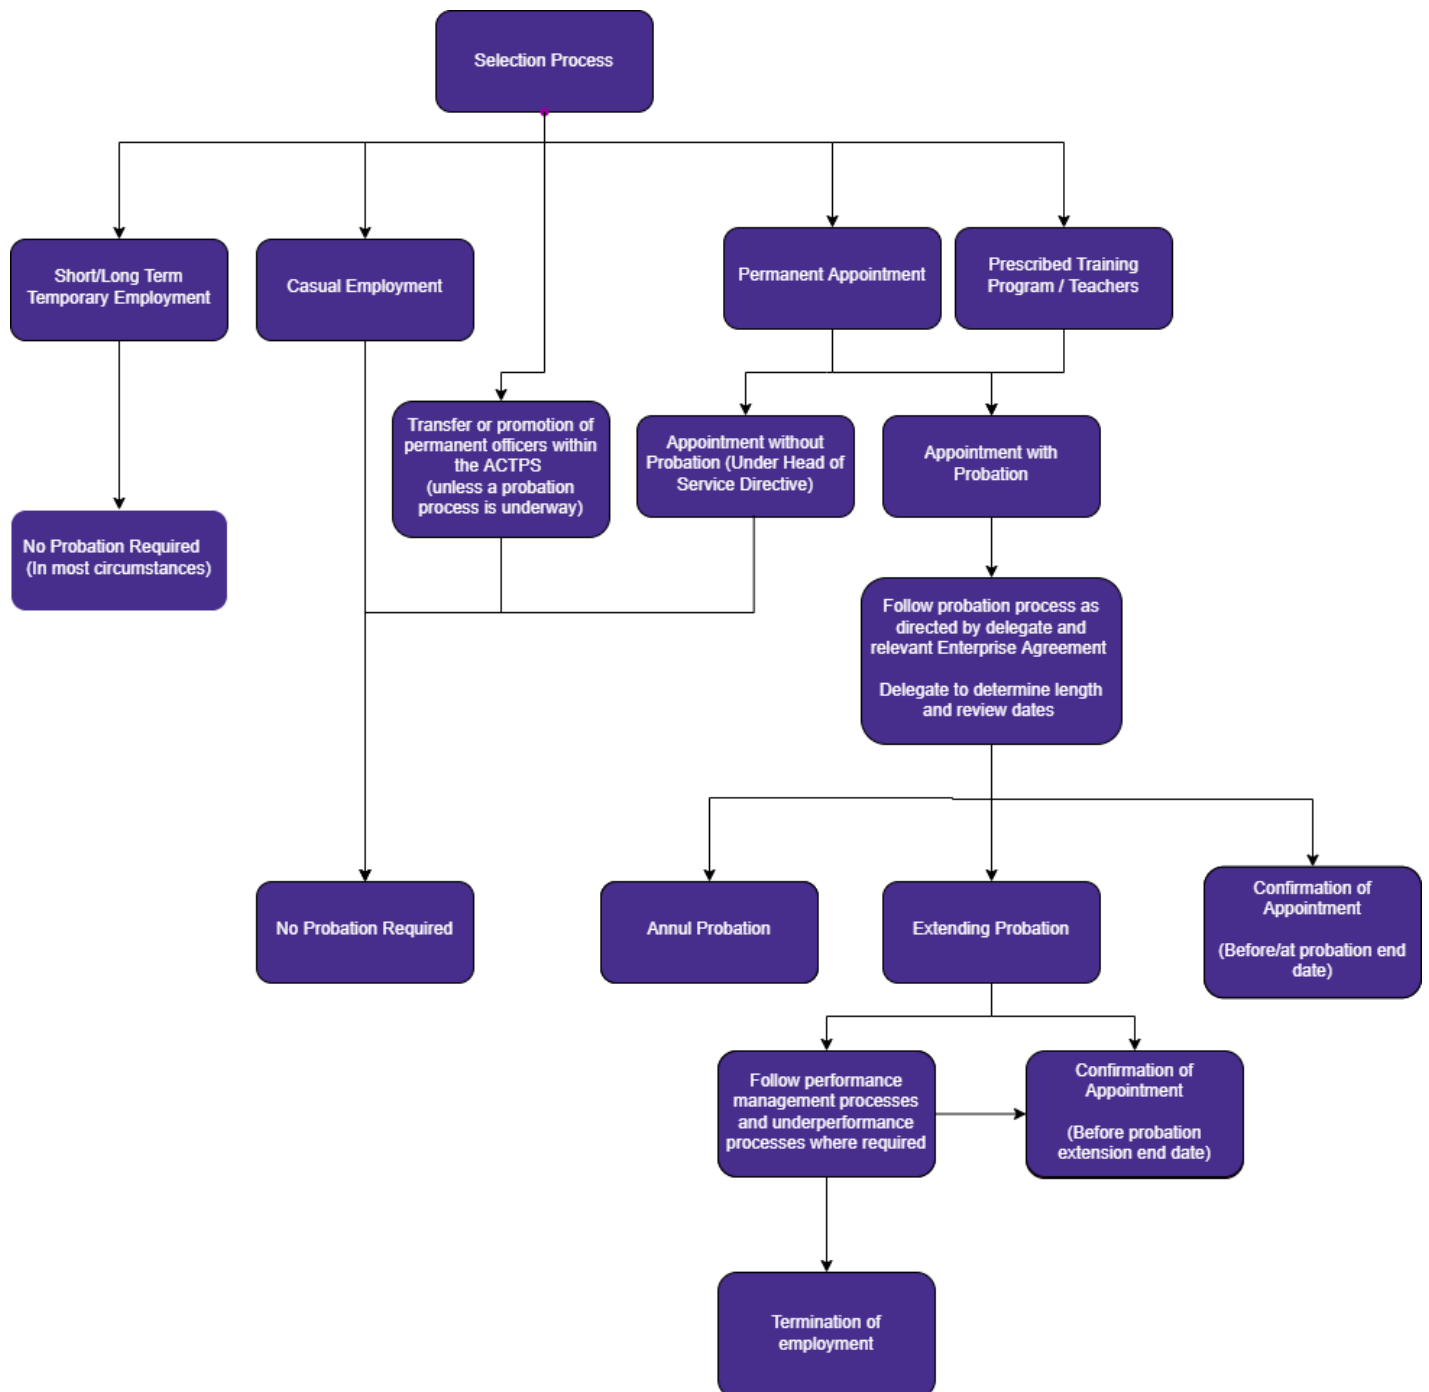 Selection Process
Short/Long Term
Temporary Employment
Casual Employment
Permanent Appointment
Prescribed Training
Program / Teachers
Transfer or promotion of
permanent officers within
the ACTPS
(unless a probation
process is underway)
Appointment without
Probation (Under Head of
Service Directive)
Appointment with
Probation
No Probation Required
(In most circumstances)
Follow probation process as
directed by delegate and
relevant Enterprise Agreement
Delegate to determine length
and review dates
No Probation Required
Annul Probation
Extending Probation
Confirmation of
Appointment
(Before/at probation end
date)
Follow performance
management processes
and underperformance
processes where required
Confirmation of
Appointment
(Before probation
extension end date)
Termination of
employment